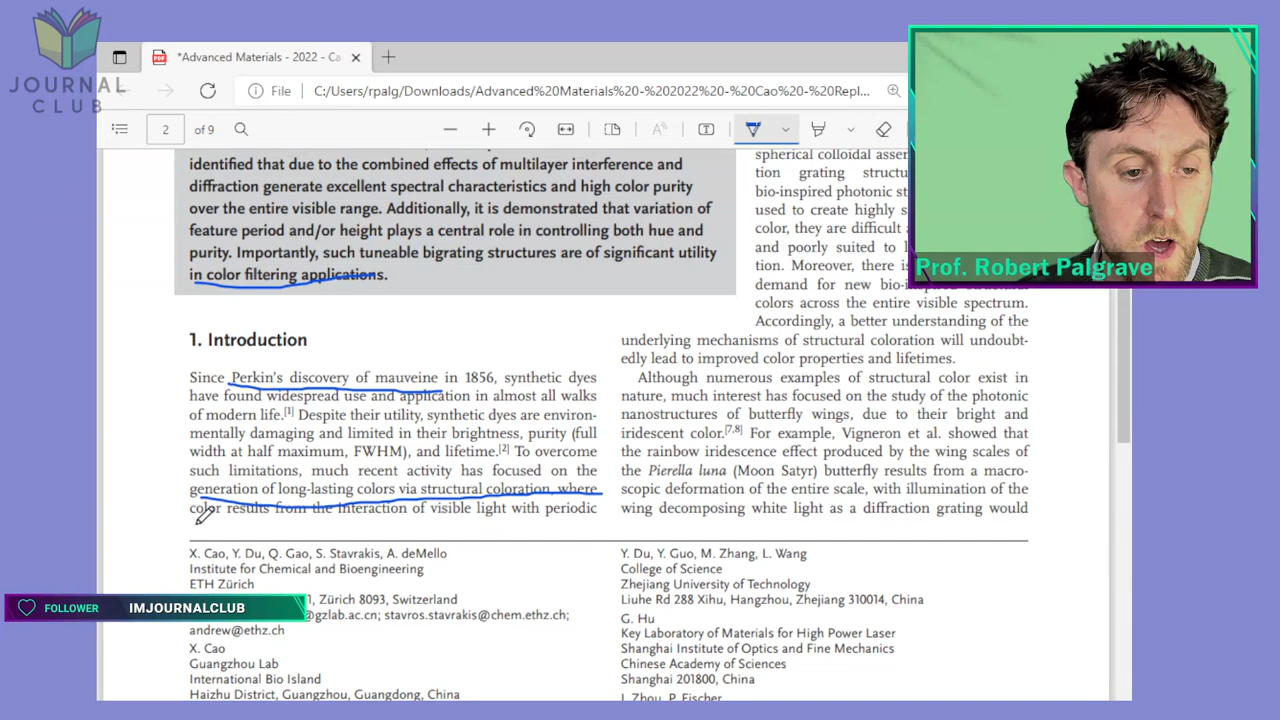 JOURNAL
CLUB
*Advanced Materials - 2022 - Ca
File
C:/Users/rpalg/Downloads/Advanced%20Materials%20-%202022%20-%20Cao%20-%20Repl...
2
of 9
identified that due to the combined effects of multilayer interference and
diffraction generate excellent spectral characteristics and high color purity
over the entire visible range. Additionally, it is demonstrated that variation of
feature period and/or height plays a central role in controlling both hue and
purity. Importantly, such tuneable bigrating structures are of significant utility
in color filtering applications.
1. Introduction
Since Perkin's discovery of mauveine in 1856, synthetic dyes
have found widespread use and application in almost all walks
of modern life.[1] Despite their utility, synthetic dyes are environ-
mentally damaging and limited in their brightness, purity (full
width at half maximum, FWHM), and lifetime.[2] To overcome
such limitations, much recent activity has focused on the
generation of long-lasting colors via structural coloration, where
color results from the interaction of visible light with periodic
spherical colloidal assem
tion grating structu
bio-inspired photonic st
used to create highly s
color, they are difficult
and poorly suited to l
tion. Moreover, there is
demand for new bio-inspired structural
colors across the entire visible spectrum.
Accordingly, a better understanding of the
underlying mechanisms of structural coloration will undoubt-
edly lead to improved color properties and lifetimes.
Although numerous examples of structural color exist in
nature, much interest has focused on the study of the photonic
nanostructures of butterfly wings, due to their bright and
iridescent color.[7,8] For example, Vigneron et al. showed that
the rainbow iridescence effect produced by the wing scales of
the Pierella luna (Moon Satyr) butterfly results from a macro-
scopic deformation of the entire scale, with illumination of the
wing decomposing white light as a diffraction grating would
X. Cao, Y. Du, Q. Gao, S. Stavrakis, A. deMello
Institute for Chemical and Bioengineering
ETH Zürich
1, Zürich 8093, Switzerland
@gzlab.ac.cn; stavros.stavrakis@chem.ethz.ch;
andrew@ethz.ch
X. Cao
Guangzhou Lab
International Bio Island
Haizhu District, Guangzhou, Guangdong, China
Y. Du, Y. Guo, M. Zhang, L. Wang
College of Science
Zhejiang University of Technology
Liuhe Rd 288 Xihu, Hangzhou, Zhejiang 310014, China
G. Hu
Key Laboratory of Materials for High Power Laser
Shanghai Institute of Optics and Fine Mechanics
Chinese Academy of Sciences
Shanghai 201800, China
J. Zhou, P. Fischer
Prof. Robert Palgrave
FOLLOWER
IMJOURNALCLUB